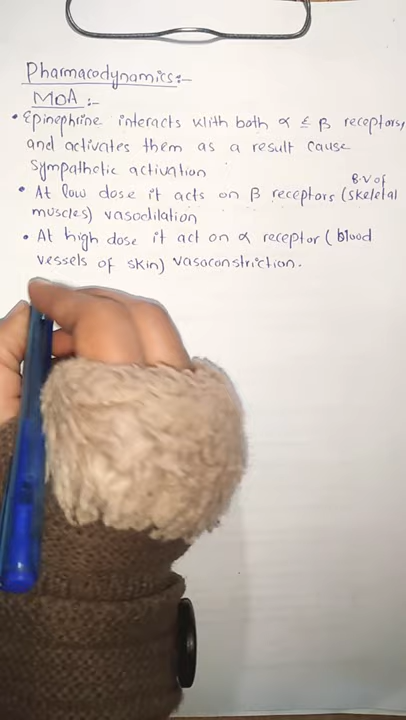 Pharmacodynamics:-
MOA :-
• Epinephrine interacts with both α & β receptors,
and activates them as a result cause
sympathetic activation
• At low dose it acts on β receptors (B.V of skeletal
muscles) vasodilation
• At high dose it act on α receptor ( blood
vessels of skin) vasoconstriction.